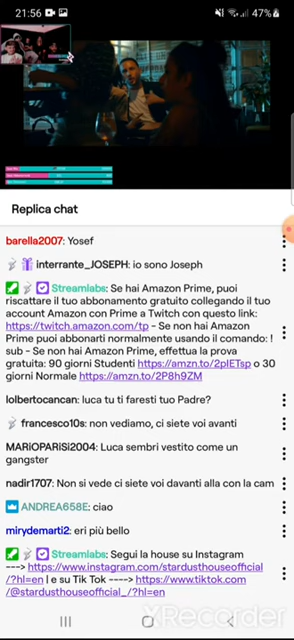 21:56
47%
Replica chat
barella2007: Yosef
interrante_JOSEPH: io sono Joseph
Streamlabs: Se hai Amazon Prime, puoi
riscattare il tuo abbonamento gratuito collegando il tuo
account Amazon con Prime a Twitch con questo link:
https://twitch.amazon.com/tp - Se non hai Amazon
Prime puoi abbonarti normalmente usando il comando: !
sub - Se non hai Amazon Prime, effettua la prova
gratuita: 90 giorni Studenti https://amzn.to/2pIETsp o 30
giorni Normale https://amzn.to/2P8h9ZM
lolbertocancan: luca tu ti faresti tuo Padre?
francesco10s: non vediamo, ci siete voi avanti
MARiOPARiSi2004: Luca sembri vestito come un
gangster
nadir1707: Non si vede ci siete voi davanti alla con la cam
ANDREA658E: ciao
mirydemarti2: eri più bello
Streamlabs: Segui la house su Instagram
---> https://www.instagram.com/stardusthouseofficial
/?hl=en | e su Tik Tok ----> https://www.tiktok.com
/@stardusthouseofficial_/?hl=en
XRecorder